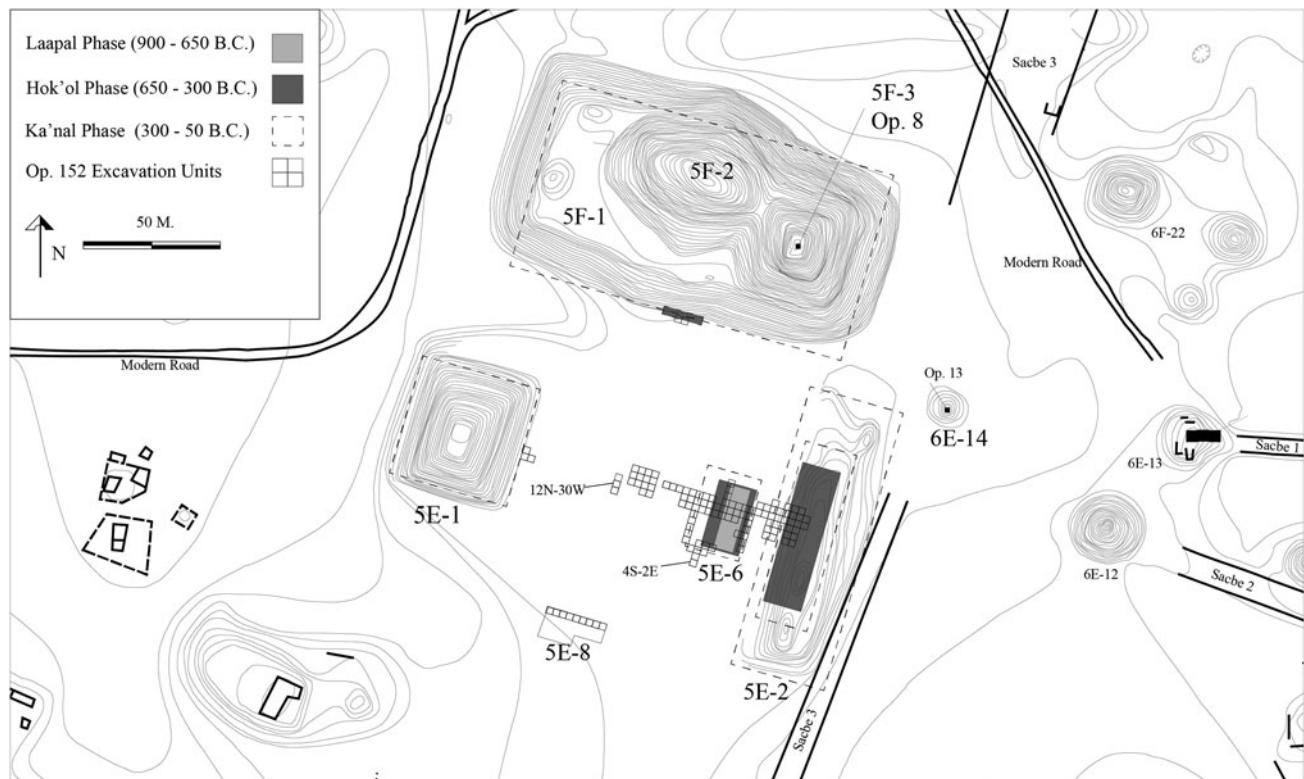 Laapal Phase (900 - 650 B.C.)
Hok'ol Phase (650 - 300 B.C.)
Ka'nal Phase (300 - 50 B.C.)
Op. 152 Excavation Units
50 M.
N
Sacbe 3
5F-3
Op. 8
5F-2
5F-1
6F-22
Modern Road
Modern Road
Op. 13
6E-14
6E-13
Sacbe 1
12N-30W
5E-1
4S-2E
5E-6
6E-12
Sacbe 2
5E-8
5E-2
Sacbe 3